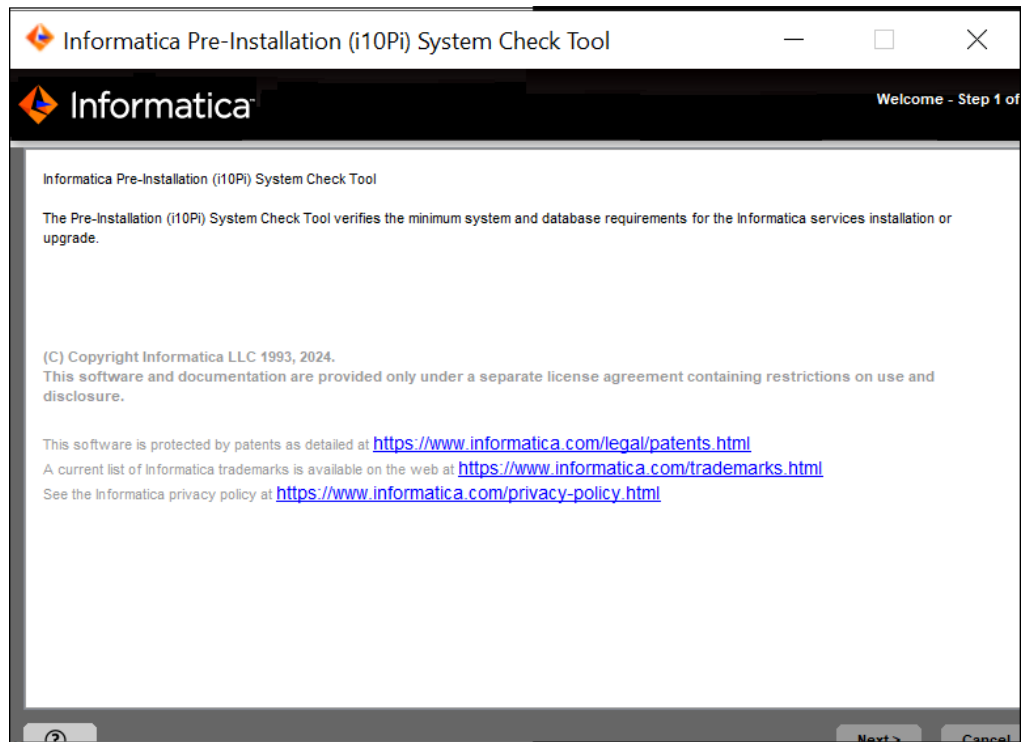 Informatica Pre-Installation (i10Pi) System Check Tool
Informatica
Welcome - Step 1 of
Informatica Pre-Installation (i10Pi) System Check Tool
The Pre-Installation (i10Pi) System Check Tool verifies the minimum system and database requirements for the Informatica services installation or
upgrade.
(C) Copyright Informatica LLC 1993, 2024.
This software and documentation are provided only under a separate license agreement containing restrictions on use and
disclosure.
This software is protected by patents as detailed at https://www.informatica.com/legal/patents.html
A current list of Informatica trademarks is available on the web at https://www.informatica.com/trademarks.html
See the Informatica privacy policy at https://www.informatica.com/privacy-policy.html
? Next > Cancel